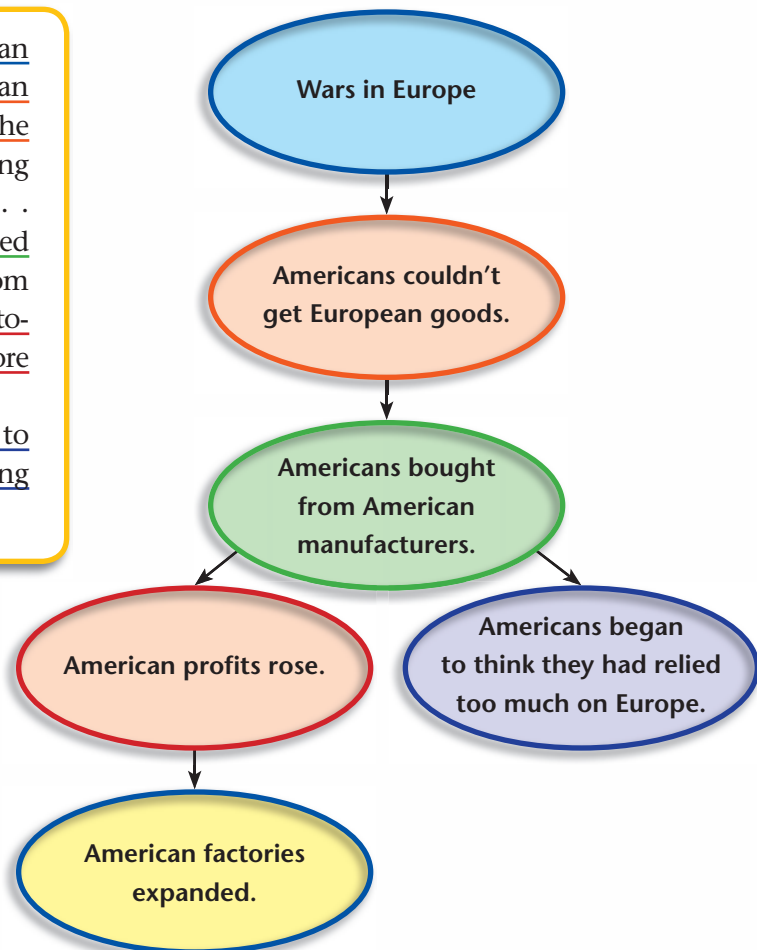 an
an
he
ng
. .
ed
om
to-
ore
to
ng
Wars in Europe
Americans couldn't
get European goods.
Americans bought
from American
manufacturers.
American profits rose.
Americans began
to think they had relied
too much on Europe.
American factories
expanded.